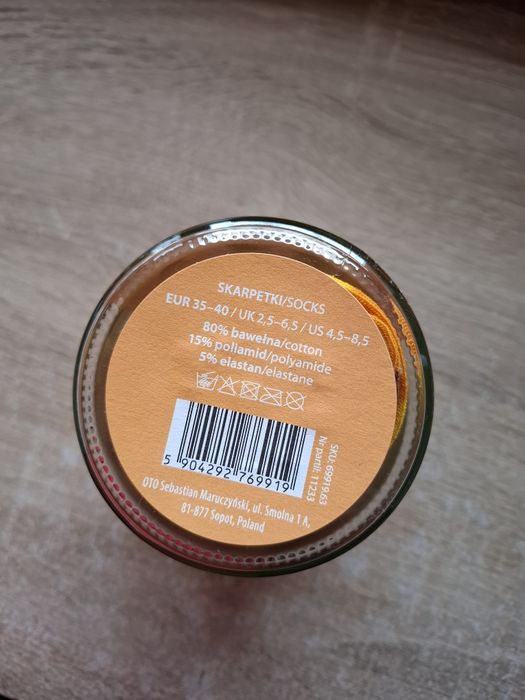 SKARPETKI/SOCKS
EUR 35–40 / UK 2,5–6,5 / US 4,5–8,5
80% bawełna/cotton
15% poliamid/polyamide
5% elastan/elastane
5 904292 769919
SKU: 69919.63
Nr partii: 11233
OTO Sebastian Maruczyński, ul. Smolna 1 A,
81-877 Sopot, Poland